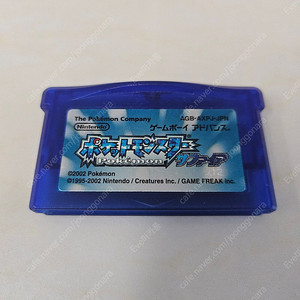 The Pokémon Company AGB-AXPJ-JPN
Nintendo ゲームボーイ アドバンス
ポケットモンスター
Pokémon サファイア
©2002 Pokémon
©1995-2002 Nintendo / Creatures inc. / GAME FREAK inc.